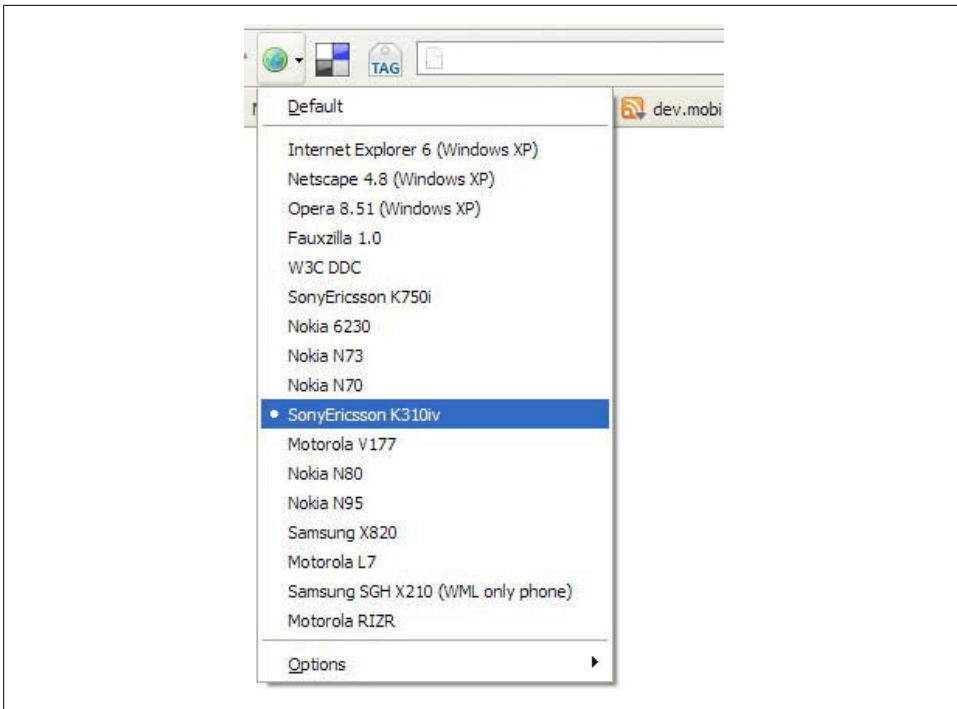 TAG
Default
dev.mobi
Internet Explorer 6 (Windows XP)
Netscape 4.8 (Windows XP)
Opera 8.51 (Windows XP)
Fauxzilla 1.0
W3C DDC
SonyEricsson K750i
Nokia 6230
Nokia N73
Nokia N70
SonyEricsson K310iv
Motorola V177
Nokia N80
Nokia N95
Samsung X820
Motorola L7
Samsung SGH X210 (WML only phone)
Motorola RIZR
Options